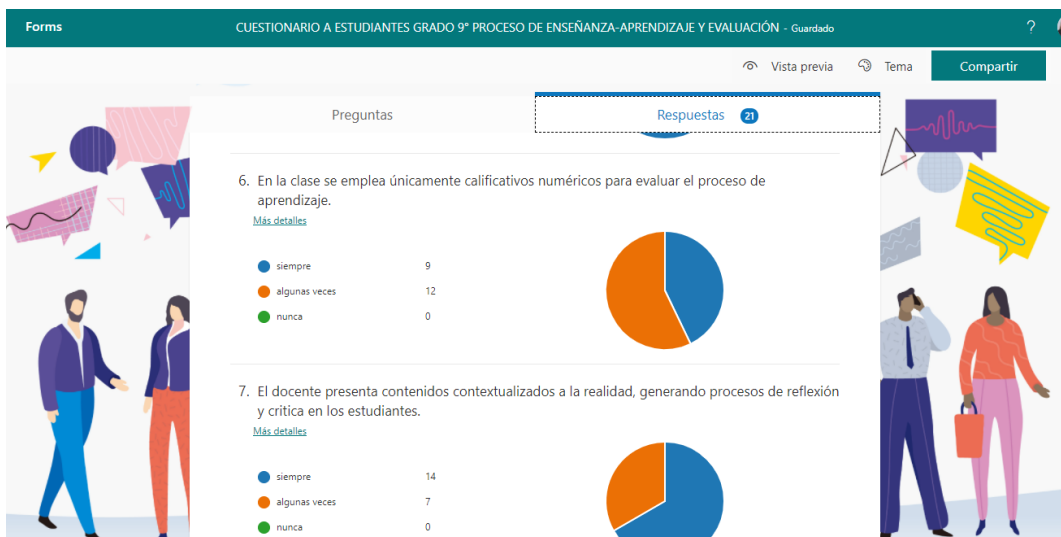 Forms
CUESTIONARIO A ESTUDIANTES GRADO 9° PROCESO DE ENSEÑANZA-APRENDIZAJE Y EVALUACIÓN - Guardado
?
Vista previa
Tema
Compartir
Preguntas
Respuestas 21
6. En la clase se emplea únicamente calificativos numéricos para evaluar el proceso de
aprendizaje.
Más detalles
siempre 9
algunas veces 12
nunca 0
7. El docente presenta contenidos contextualizados a la realidad, generando procesos de reflexión
y critica en los estudiantes.
Más detalles
siempre 14
algunas veces 7
nunca 0